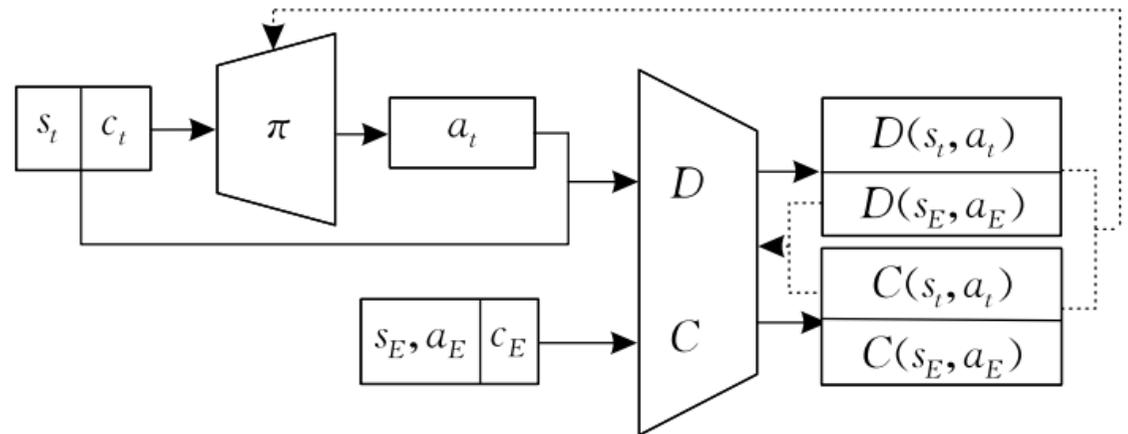 s_t c_t
π
a_t
s_E, a_E c_E
D
C
D(s_t, a_t)
D(s_E, a_E)
C(s_t, a_t)
C(s_E, a_E)